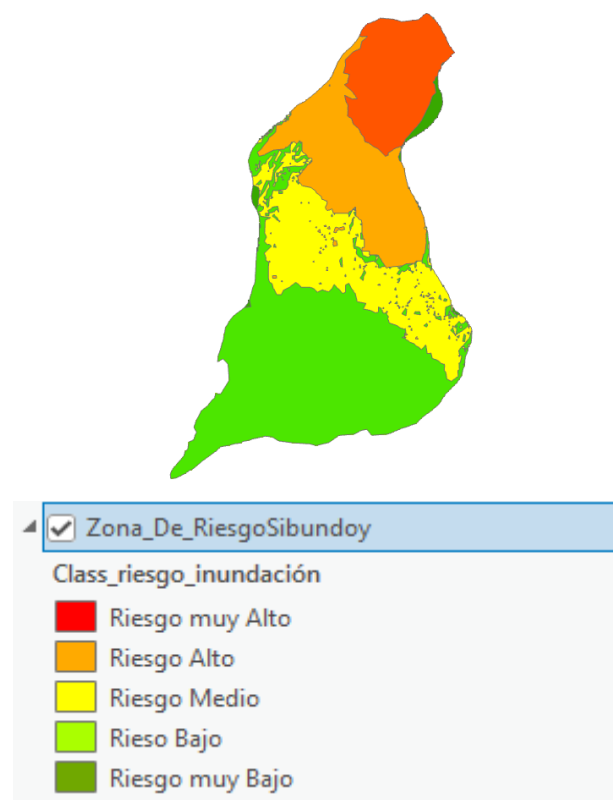 Zona_De_RiesgoSibundoy
Class_riesgo_inundación
Riesgo muy Alto
Riesgo Alto
Riesgo Medio
Rieso Bajo
Riesgo muy Bajo